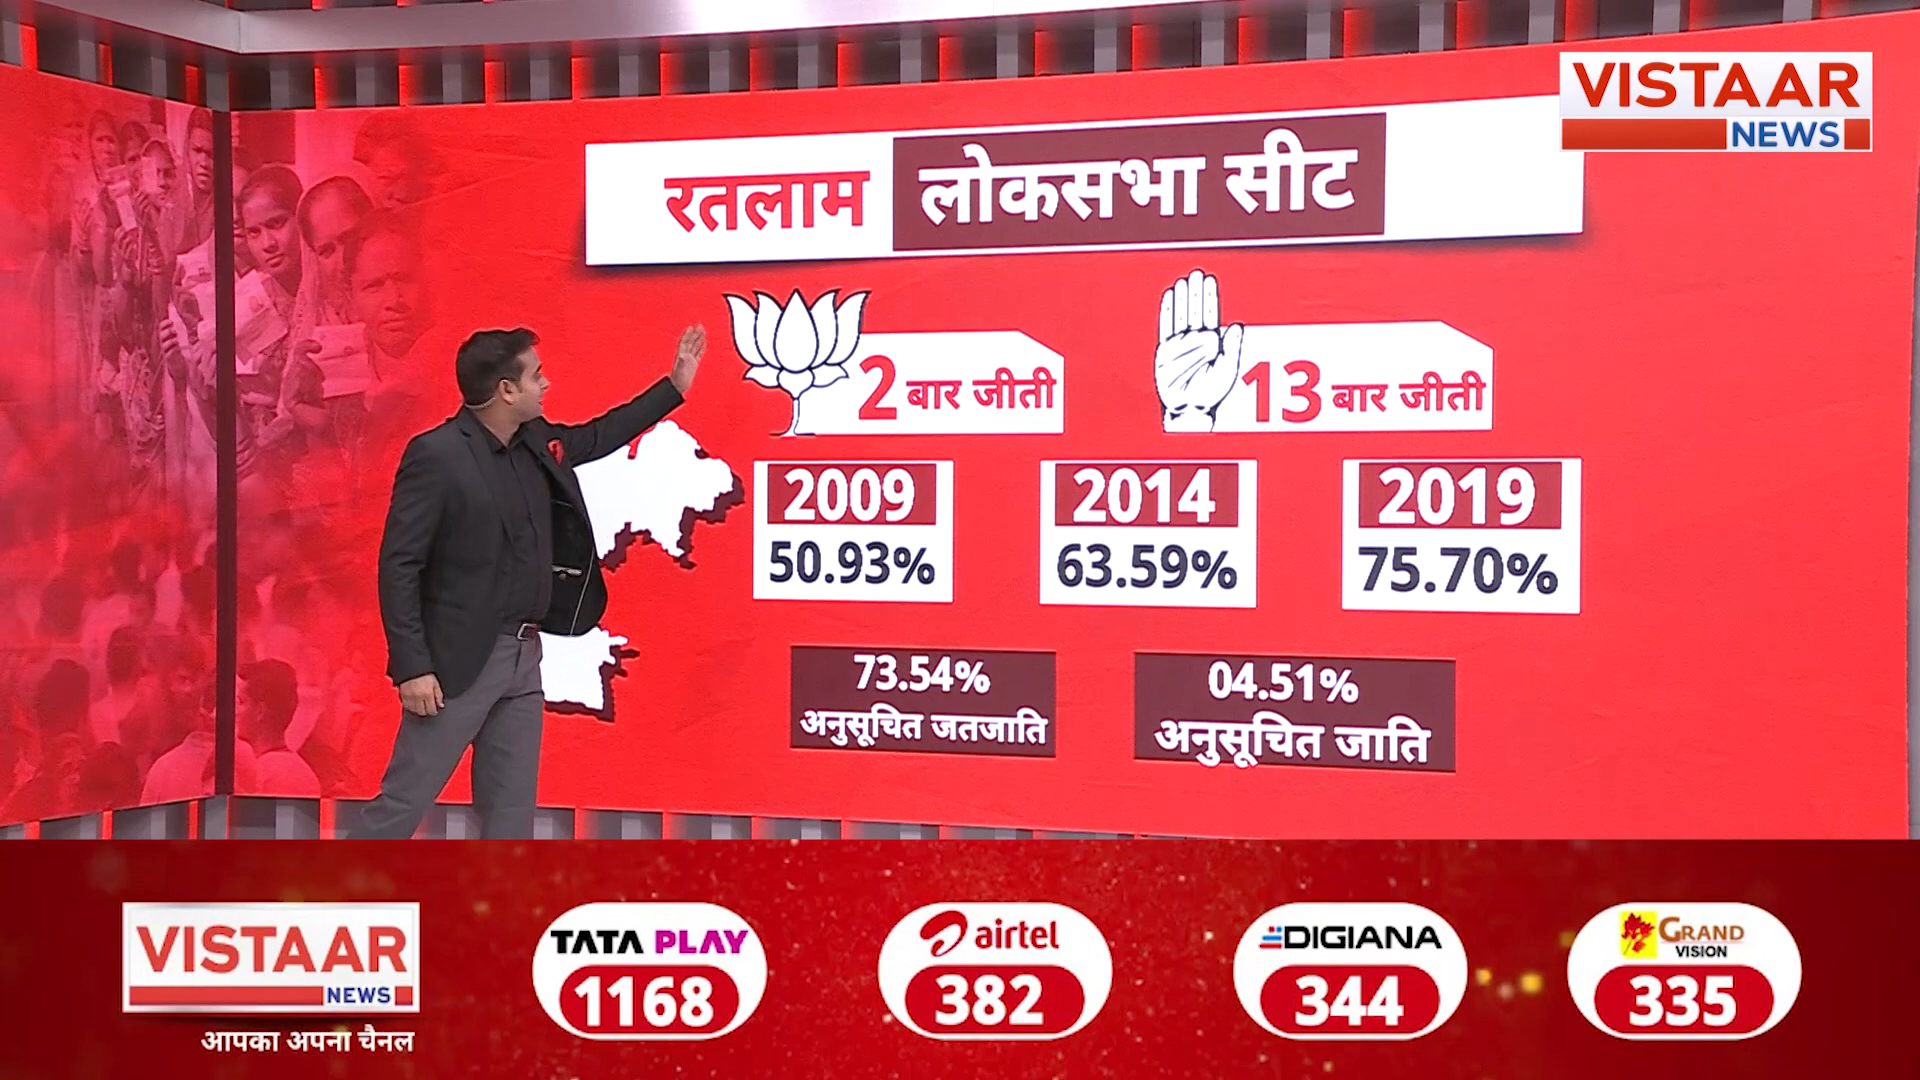 VISTAAR
NEWS
रतलाम लोकसभा सीट
2 बार जीती
13 बार जीती
2009
50.93%
2014
63.59%
2019
75.70%
73.54%
अनुसूचित जतजाति
04.51%
अनुसूचित जाति
VISTAAR
NEWS
आपका अपना चैनल
TATA PLAY
1168
airtel
382
DIGIANA
344
GRAND
VISION
335